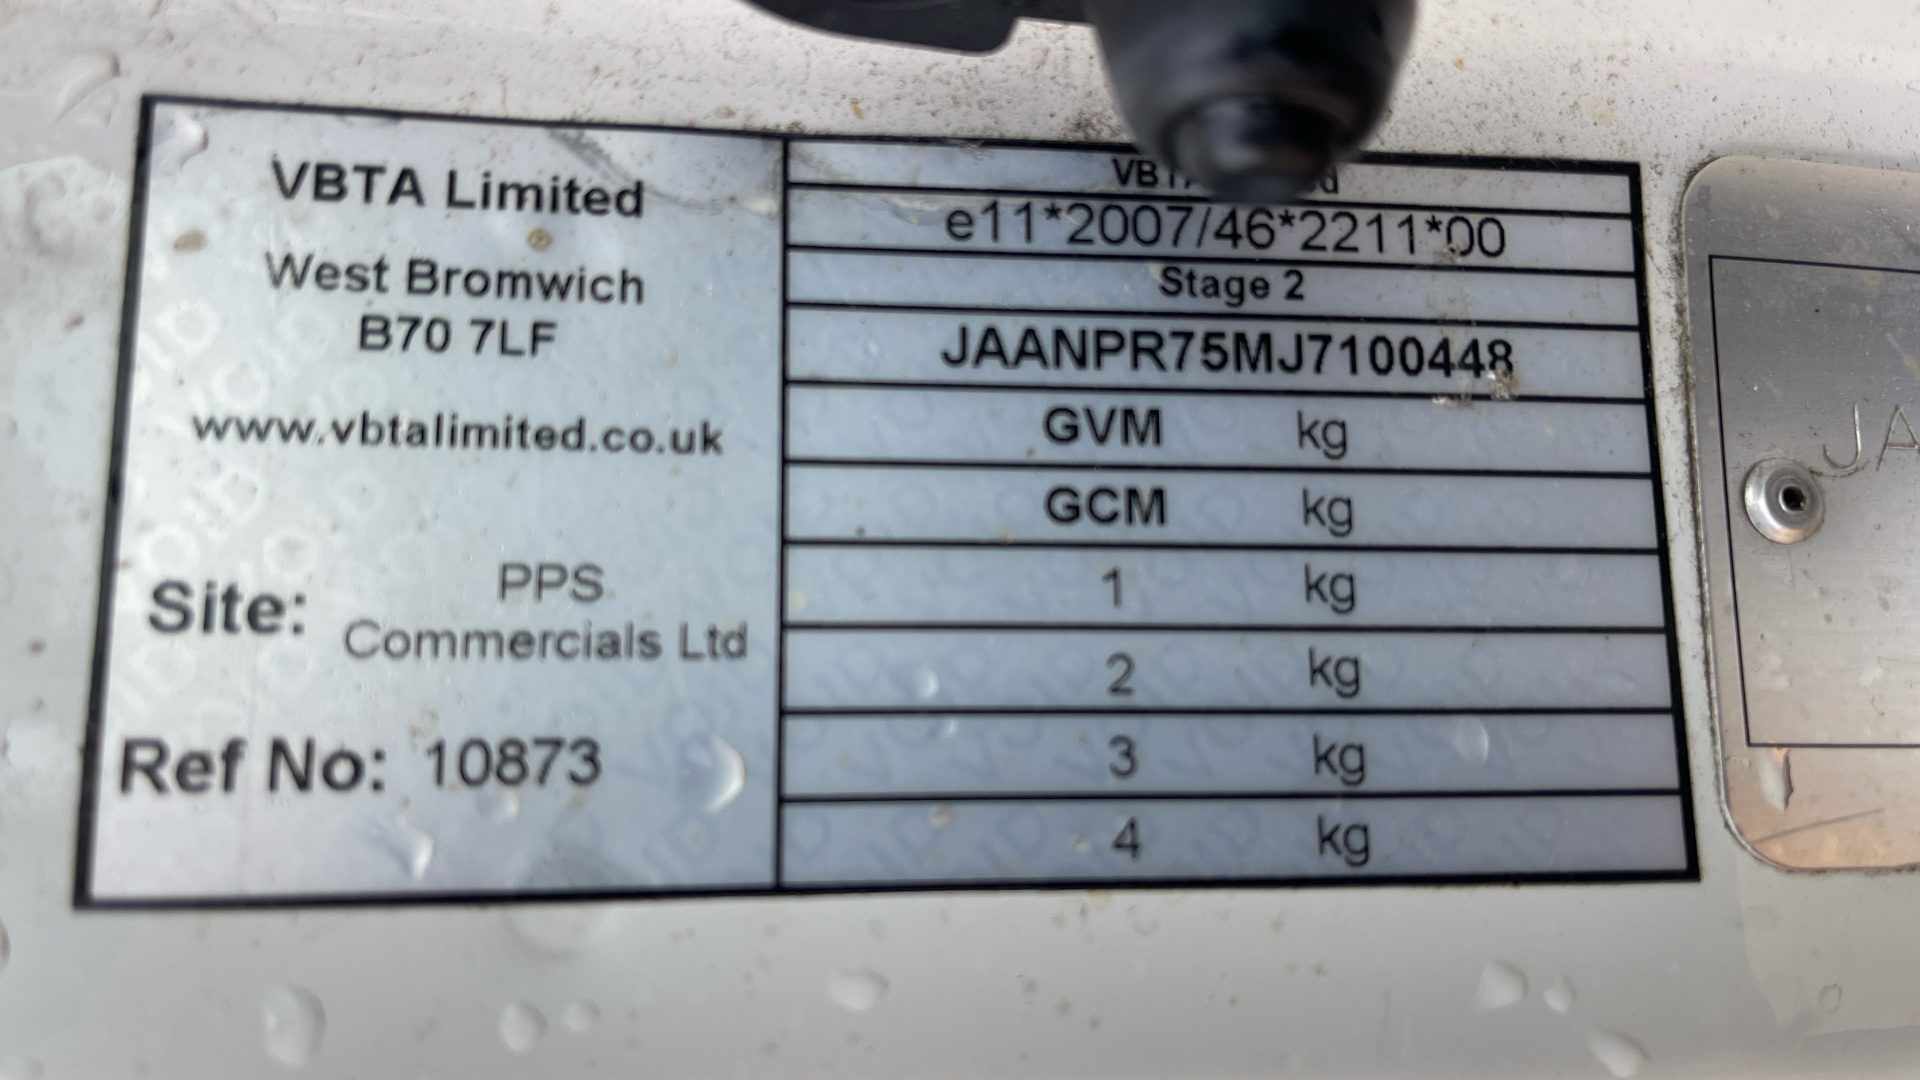 VBTA Limited
West Bromwich
B70 7LF
www.vbtalimited.co.uk
Site: PPS
Commercials Ltd
Ref No: 10873
e11*2007/46*2211*00
Stage 2
JAANPR75MJ7100448
GVM kg
GCM kg
1 kg
2 kg
3 kg
4 kg
JA